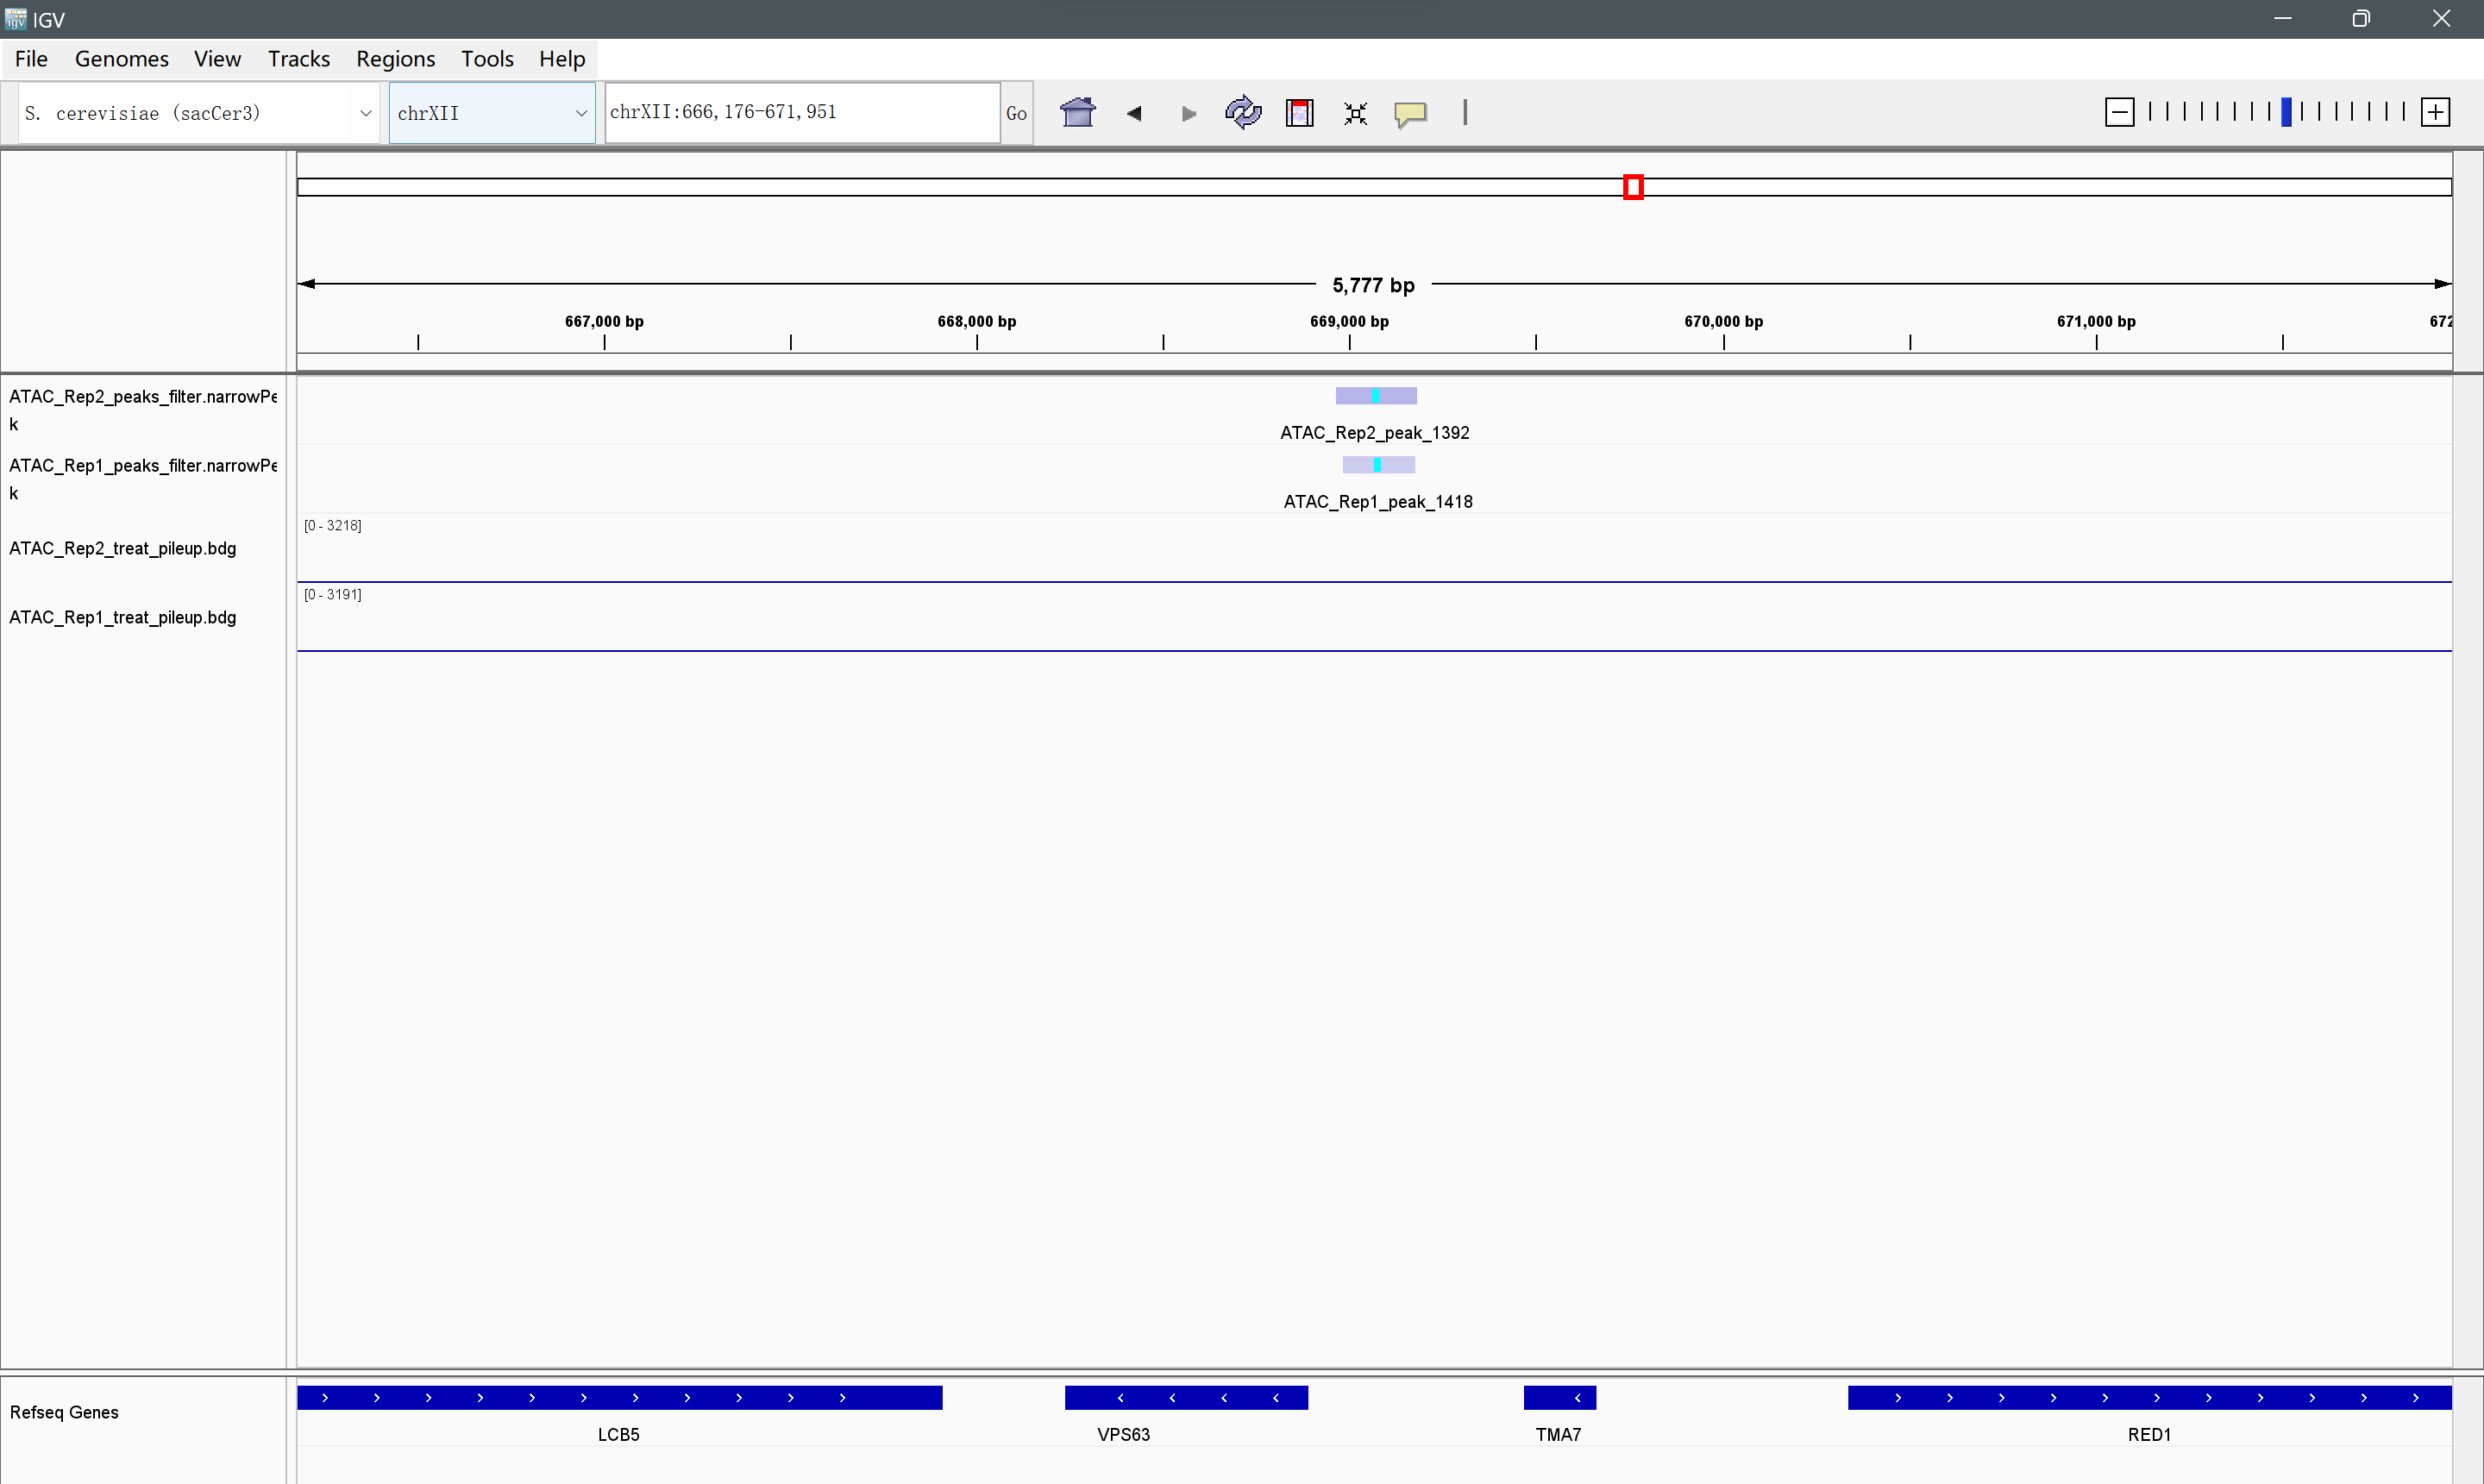 IGV
File Genomes View Tracks Regions Tools Help
S. cerevisiae (sacCer3) chrXII chrXII:666,176-671,951 Go
5,777 bp
667,000 bp 668,000 bp 669,000 bp 670,000 bp 671,000 bp 672
ATAC_Rep2_peaks_filter.narrowPe
k
ATAC_Rep2_peak_1392
ATAC_Rep1_peaks_filter.narrowPe
k
ATAC_Rep1_peak_1418
[0 - 3218]
ATAC_Rep2_treat_pileup.bdg
[0 - 3191]
ATAC_Rep1_treat_pileup.bdg
Refseq Genes
LCB5 VPS63 TMA7 RED1